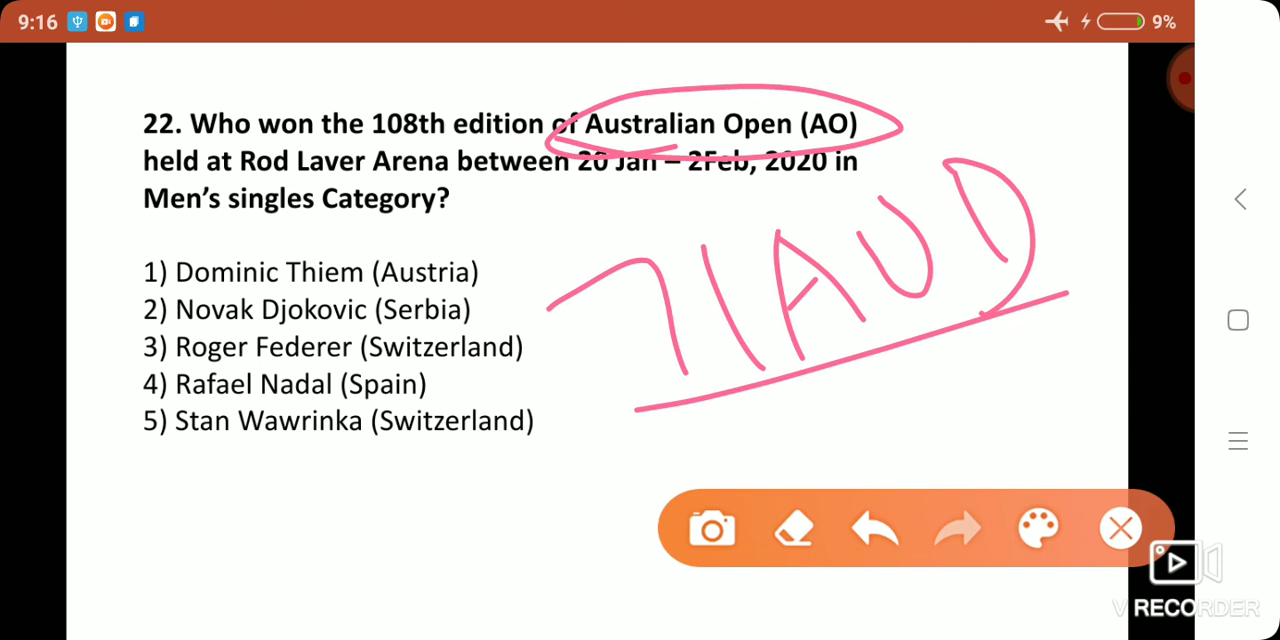 9:16
9%
22. Who won the 108th edition of Australian Open (AO)
held at Rod Laver Arena between 20 Jan – 2Feb, 2020 in
Men’s singles Category?
1) Dominic Thiem (Austria)
2) Novak Djokovic (Serbia)
3) Roger Federer (Switzerland)
4) Rafael Nadal (Spain)
5) Stan Wawrinka (Switzerland)
V RECORDER